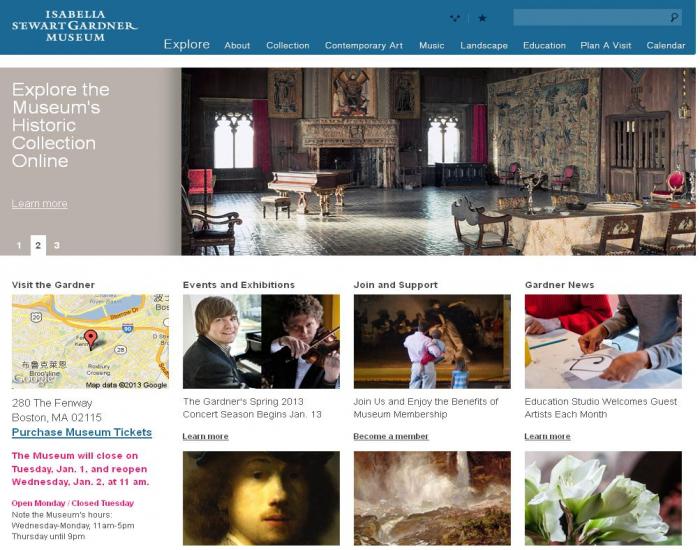 ISABELLA
STEWART GARDNER
MUSEUM
Explore About Collection Contemporary Art Music Landscape Education Plan A Visit Calendar
Explore the
Museum's
Historic
Collection
Online
Learn more
1 2 3
Visit the Gardner
20
90
28
Roxbury
Crossing
布鲁克莱恩
Brookline
Google
Map data ©2013 Google
280 The Fenway
Boston, MA 02115
Purchase Museum Tickets
The Museum will close on
Tuesday, Jan. 1, and reopen
Wednesday, Jan. 2, at 11 am.
Open Monday / Closed Tuesday
Note the Museum's hours:
Wednesday-Monday, 11am-5pm
Thursday until 9pm
Events and Exhibitions
The Gardner's Spring 2013
Concert Season Begins Jan. 13
Learn more
Join and Support
Join Us and Enjoy the Benefits of
Museum Membership
Become a member
Gardner News
Education Studio Welcomes Guest
Artists Each Month
Learn more